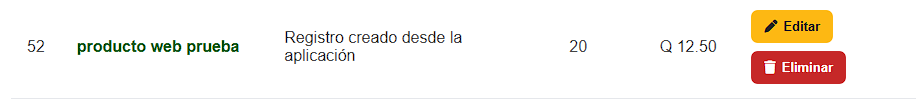 52
producto web prueba
Registro creado desde la
aplicación
20
Q 12.50
Editar
Eliminar